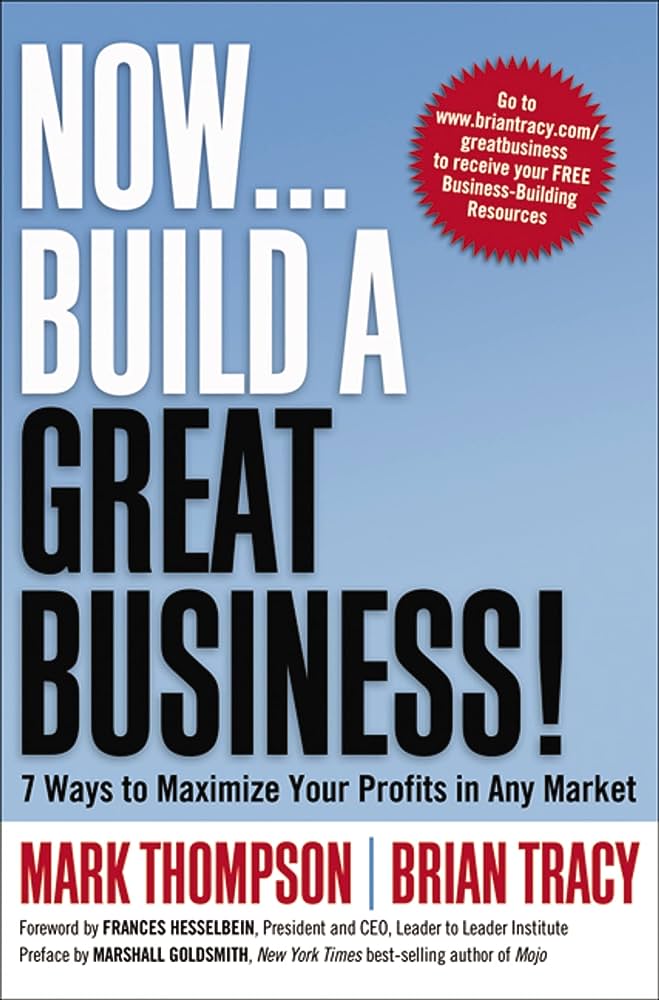 NOW...
BUILD A
GREAT
BUSINESS!
Go to
www.briantracy.com/
greatbusiness
to receive your FREE
Business-Building
Resources
7 Ways to Maximize Your Profits in Any Market
MARK THOMPSON | BRIAN TRACY
Foreword by FRANCES HESSELBEIN, President and CEO, Leader to Leader Institute
Preface by MARSHALL GOLDSMITH, New York Times best-selling author of Mojo